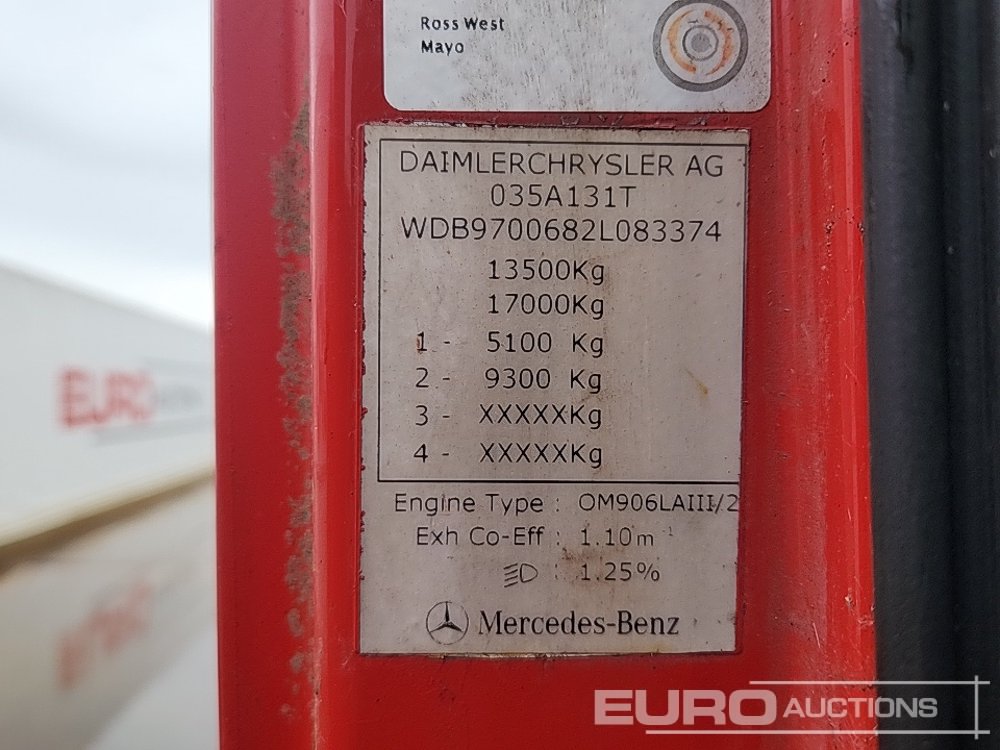 Ross West
Mayo
DAIMLERCHRYSLER AG
035A131T
WDB9700682L083374
13500Kg
17000Kg
1 - 5100 Kg
2 - 9300 Kg
3 - XXXXXKg
4 - XXXXXKg
Engine Type : OM906LAIII/2
Exh Co-Eff : 1.10m⁻¹
: 1.25%
Mercedes-Benz
EURO
EURO AUCTIONS